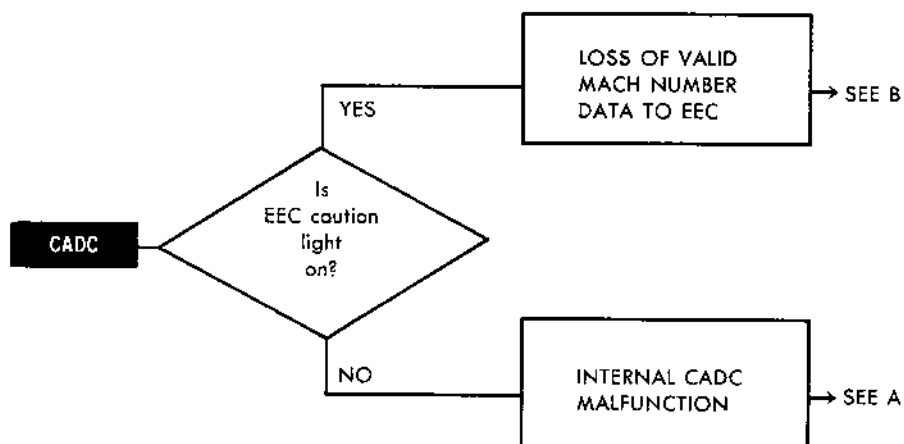 LOSS OF VALID
MACH NUMBER
DATA TO EEC
SEE B
YES
Is
EEC caution
light
on?
CADC
NO
INTERNAL CADC
MALFUNCTION
SEE A